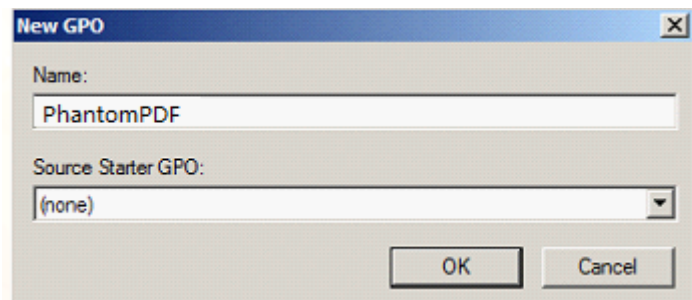 New GPO
Name:
PhantomPDF
Source Starter GPO:
(none)
OK Cancel